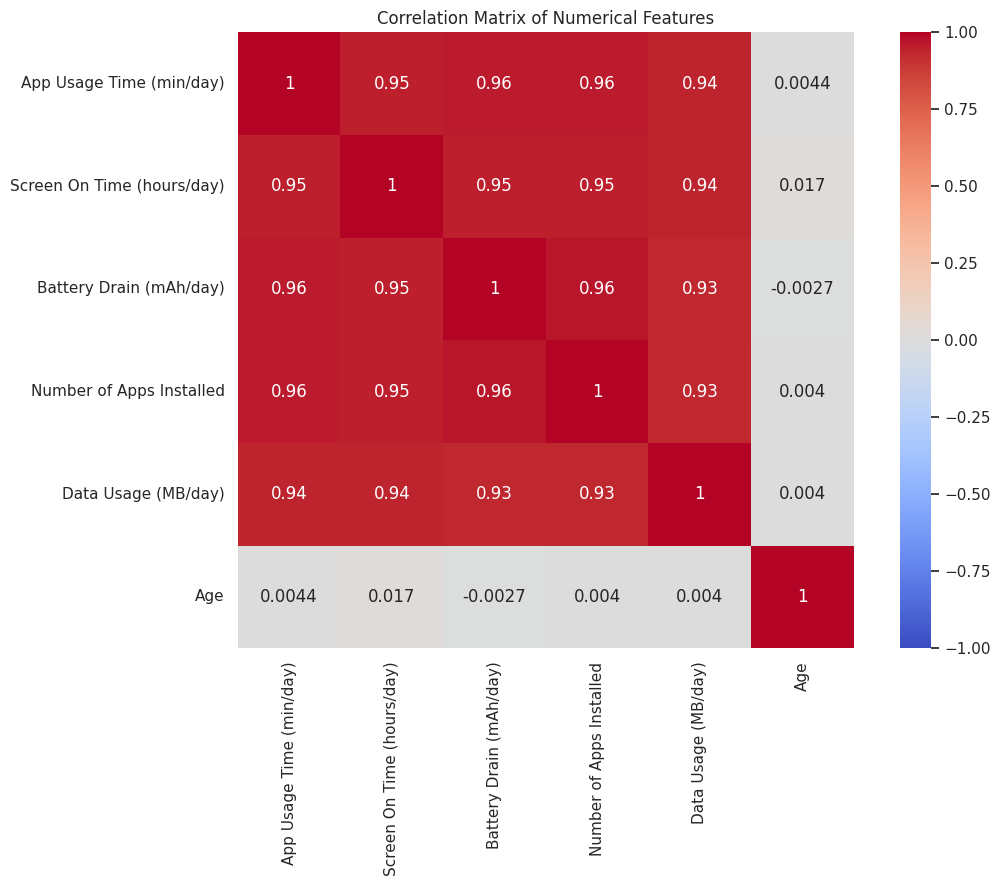 Correlation Matrix of Numerical Features
App Usage Time (min/day) 1 0.95 0.96 0.96 0.94 0.0044
Screen On Time (hours/day) 0.95 1 0.95 0.95 0.94 0.017
Battery Drain (mAh/day) 0.96 0.95 1 0.96 0.93 -0.0027
Number of Apps Installed 0.96 0.95 0.96 1 0.93 0.004
Data Usage (MB/day) 0.94 0.94 0.93 0.93 1 0.004
Age 0.0044 0.017 -0.0027 0.004 0.004 1
App Usage Time (min/day)
Screen On Time (hours/day)
Battery Drain (mAh/day)
Number of Apps Installed
Data Usage (MB/day)
Age
1.00
0.75
0.50
0.25
0.00
−0.25
−0.50
−0.75
−1.00